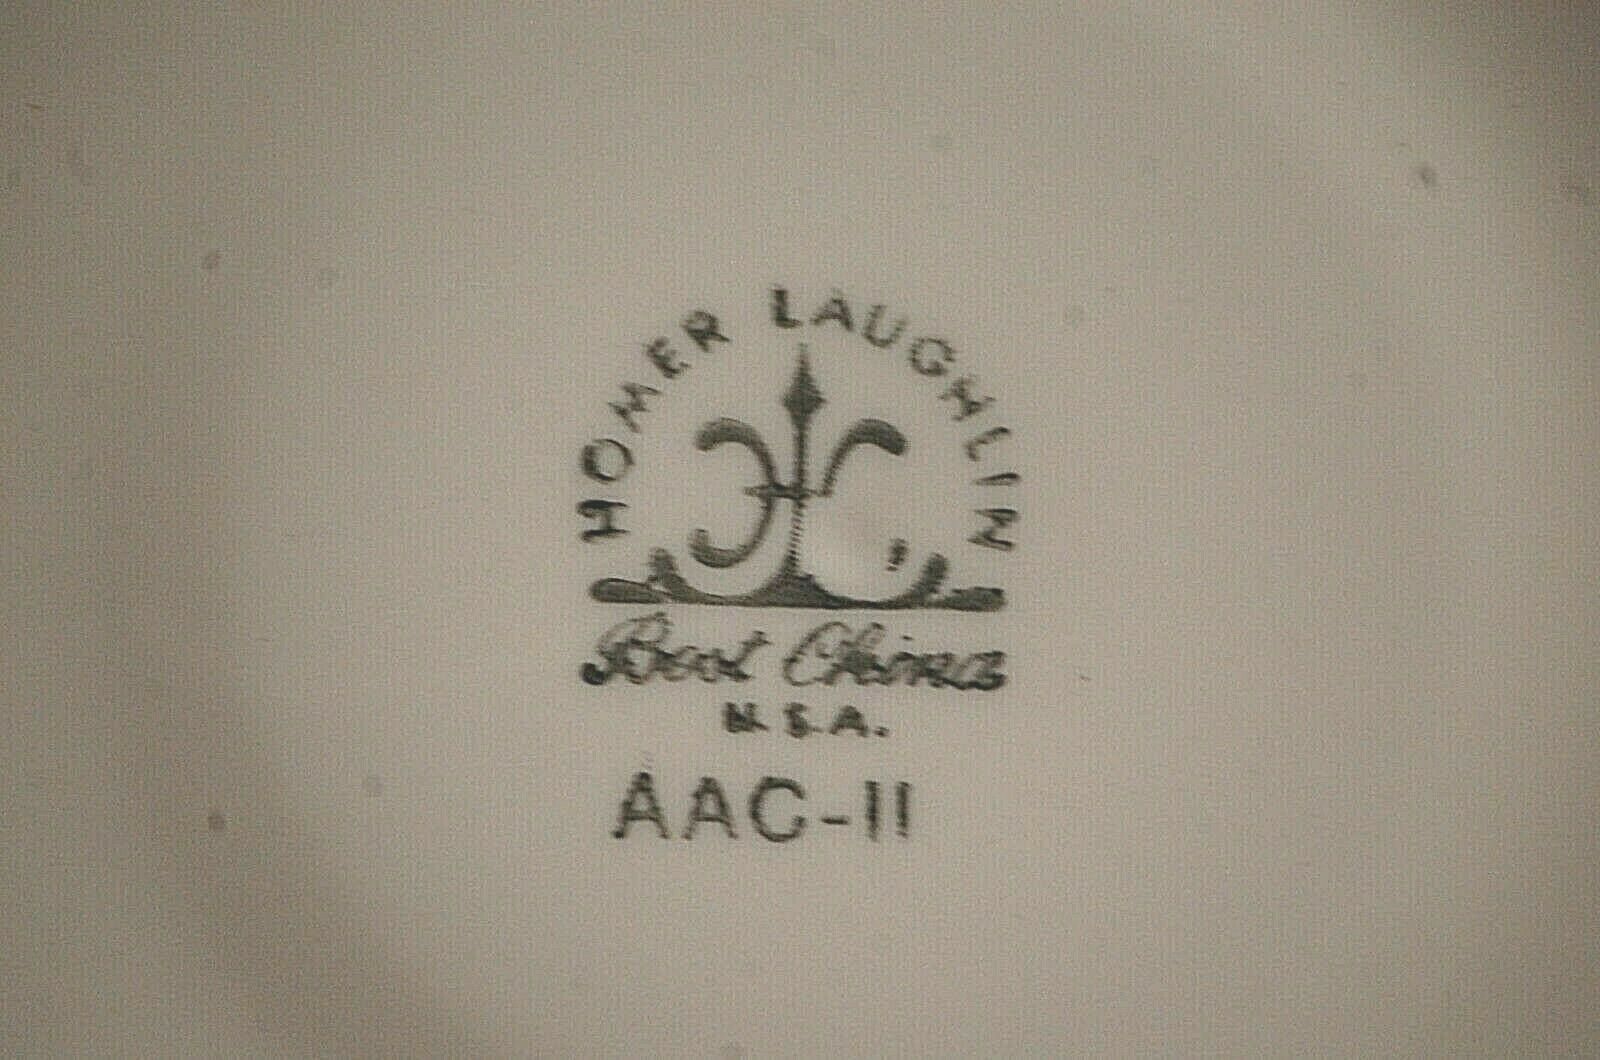 HOMER LAUGHLIN
Best China
U.S.A.
AAC-11